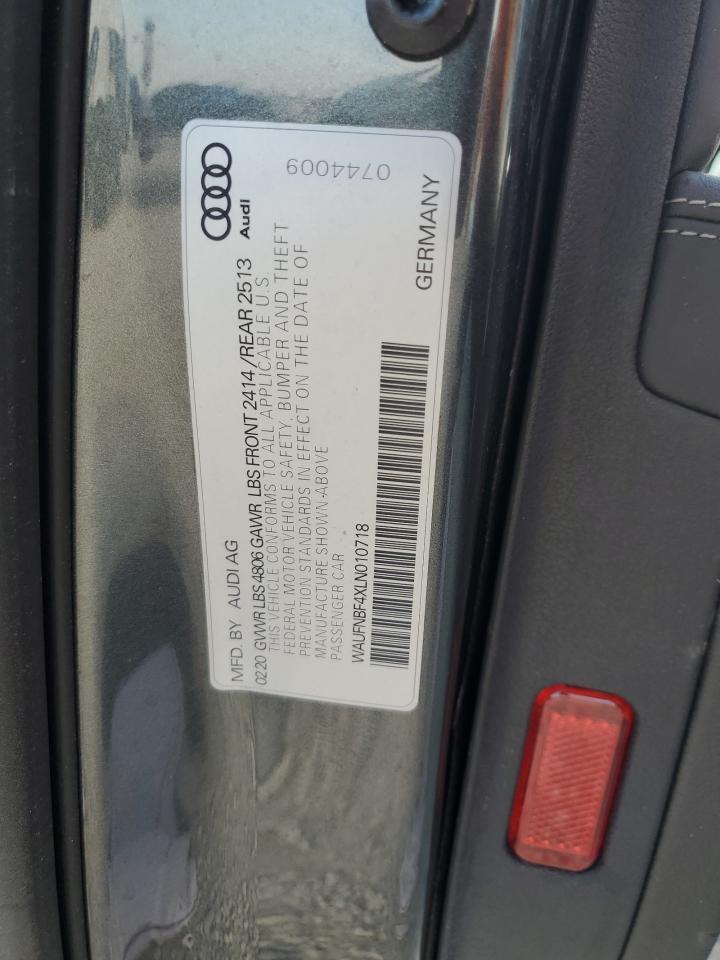 MFD. BY AUDI AG
Audi
0744009
0220 GVWR LBS 4806 GAWR LBS FRONT 2414 /REAR 2513
THIS VEHICLE CONFORMS TO ALL APPLICABLE U.S.
FEDERAL MOTOR VEHICLE SAFETY, BUMPER AND THEFT
PREVENTION STANDARDS IN EFFECT ON THE DATE OF
MANUFACTURE SHOWN ABOVE
PASSENGER CAR
WAUFNBF4XLN010718
GERMANY